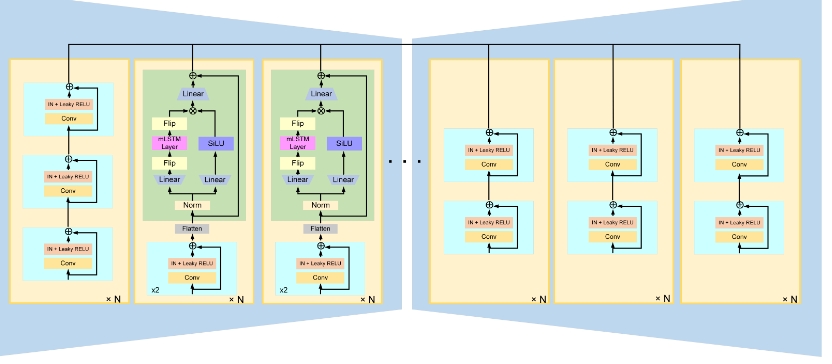 IN + Leaky RELU
Conv
IN + Leaky RELU
Conv
IN + Leaky RELU
Conv
× N
Linear
Flip
mLSTM
Layer
SiLU
Flip
Linear
Linear
Norm
Flatten
IN + Leaky RELU
Conv
x2
× N
Linear
Flip
mLSTM
Layer
SiLU
Flip
Linear
Linear
Norm
Flatten
IN + Leaky RELU
Conv
x2
× N
. . .
IN + Leaky RELU
Conv
IN + Leaky RELU
Conv
× N
IN + Leaky RELU
Conv
IN + Leaky RELU
Conv
× N
IN + Leaky RELU
Conv
IN + Leaky RELU
Conv
× N